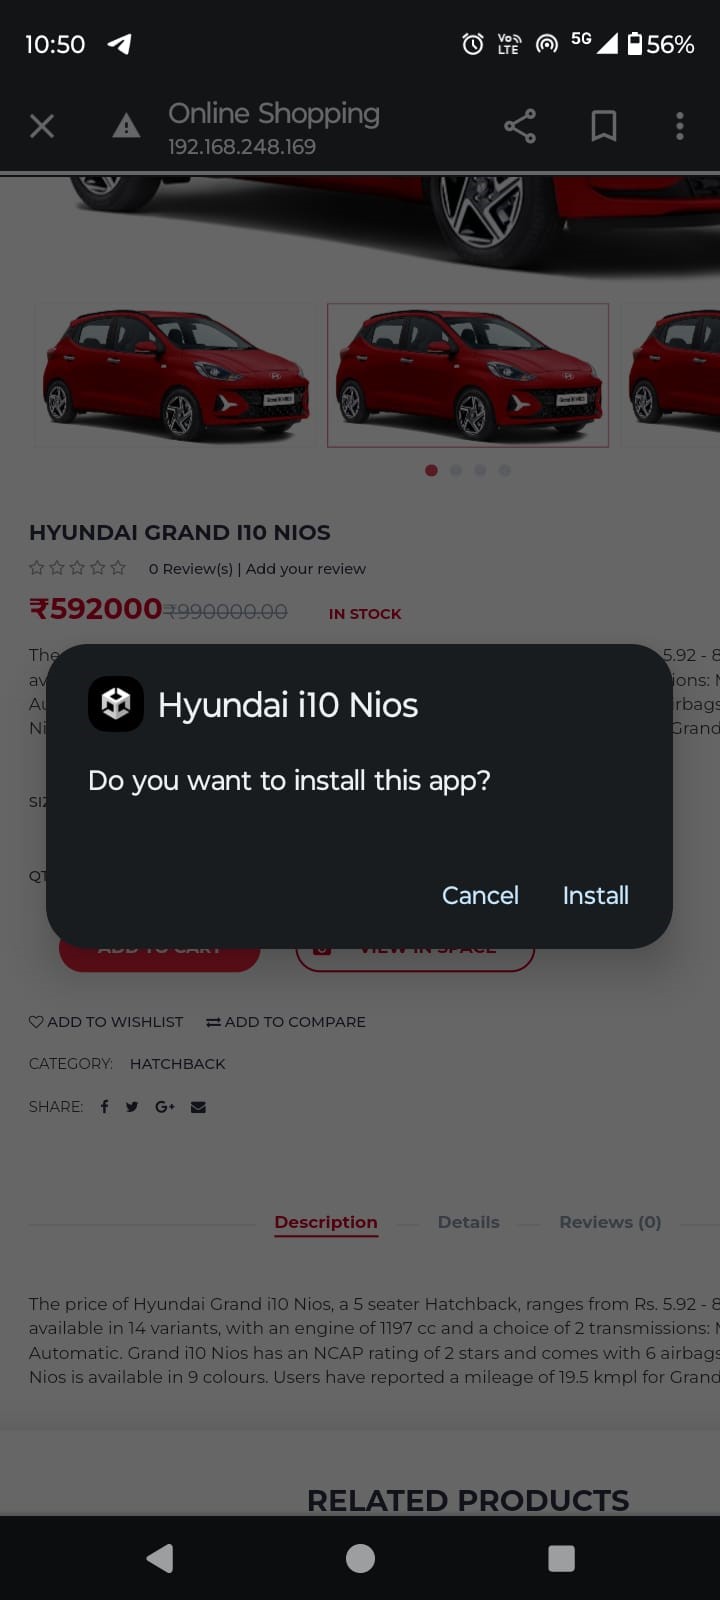 10:50 Vo)) LTE 5G 56%
Online Shopping
192.168.248.169
HYUNDAI GRAND I10 NIOS
0 Review(s) | Add your review
₹592000 ₹990000.00 IN STOCK
The 5.92 - 8
av ions:
Au irbags
Ni Grand
Hyundai i10 Nios
Do you want to install this app?
SIZ
QT
Cancel Install
ADD TO CART VIEW IN SPACE
ADD TO WISHLIST ADD TO COMPARE
CATEGORY: HATCHBACK
SHARE: f G+
Description Details Reviews (0)
The price of Hyundai Grand i10 Nios, a 5 seater Hatchback, ranges from Rs. 5.92 - 8
available in 14 variants, with an engine of 1197 cc and a choice of 2 transmissions:
Automatic. Grand i10 Nios has an NCAP rating of 2 stars and comes with 6 airbags
Nios is available in 9 colours. Users have reported a mileage of 19.5 kmpl for Grand
RELATED PRODUCTS